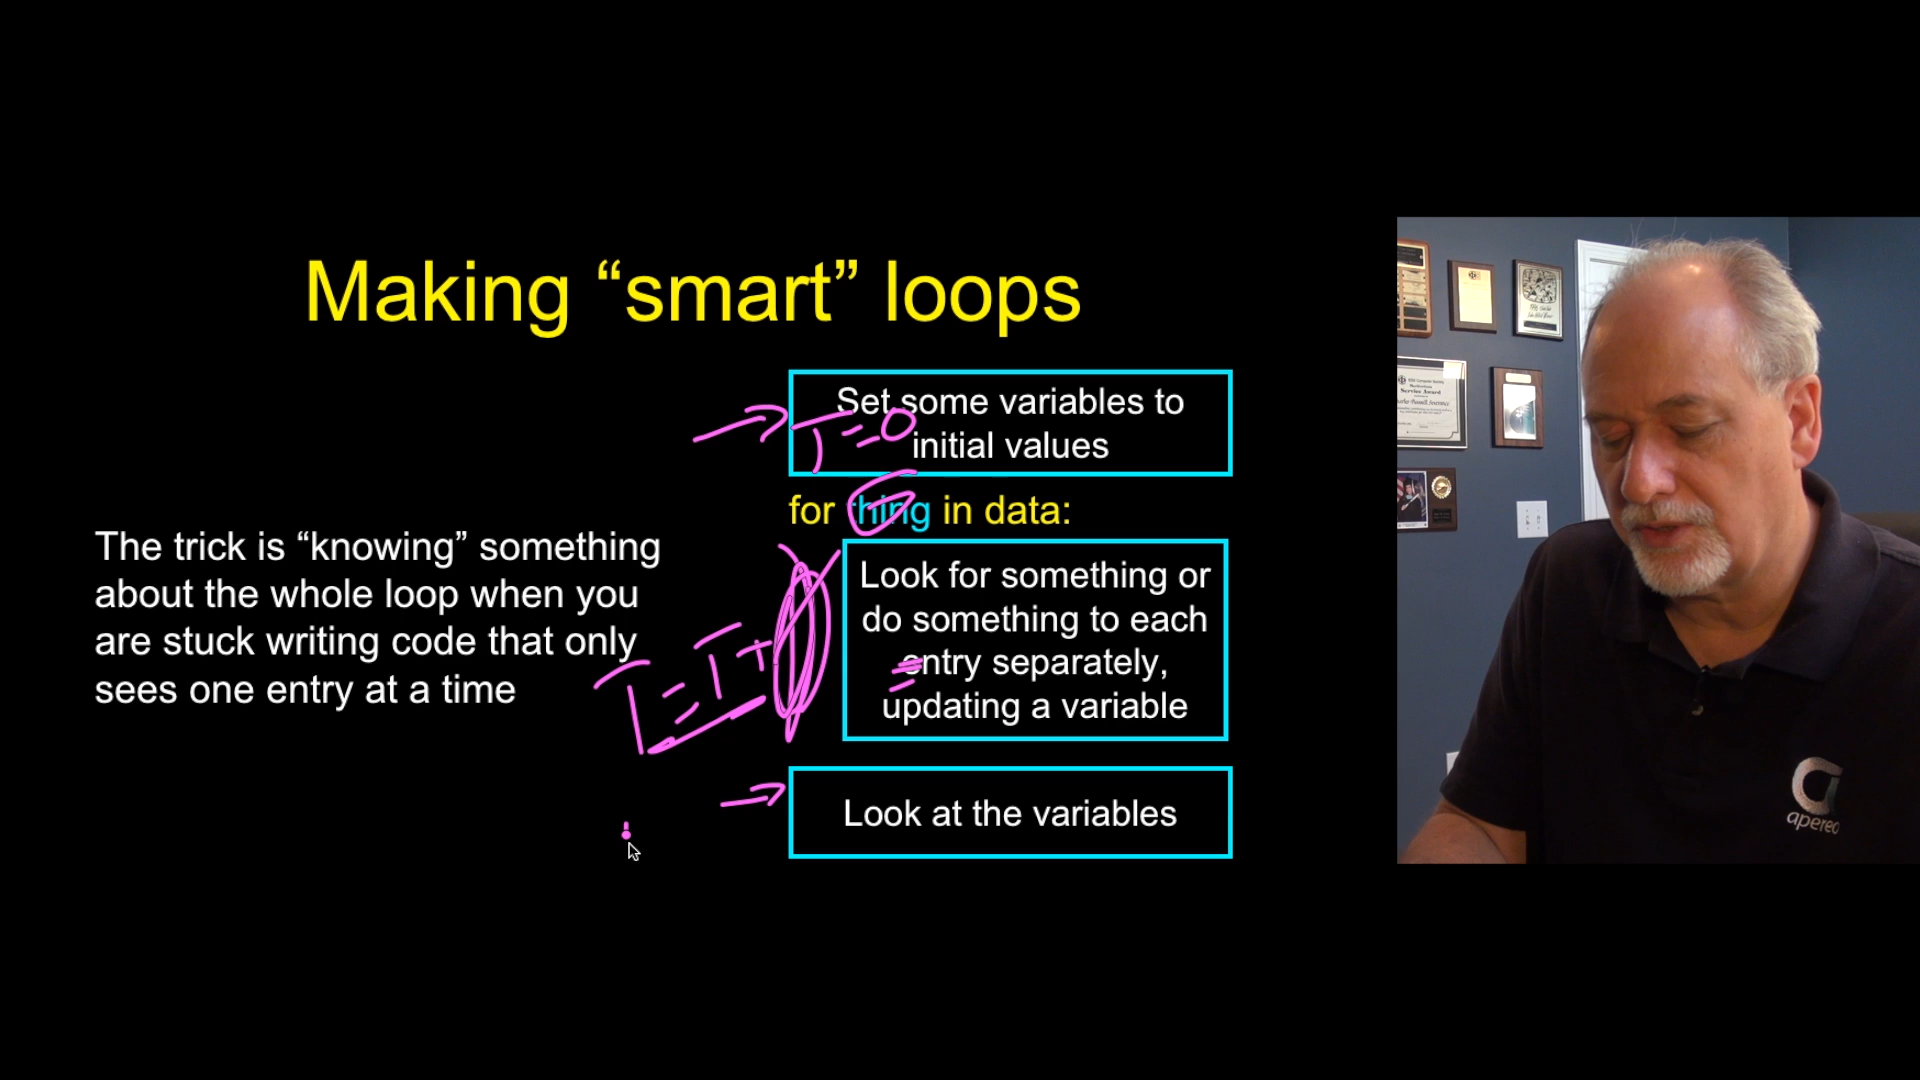 Making “smart” loops
Set some variables to
initial values
T=0
for thing in data:
The trick is “knowing” something
about the whole loop when you
are stuck writing code that only
sees one entry at a time
Look for something or
do something to each
entry separately,
updating a variable
T=T+
Look at the variables
Service Award
apereo